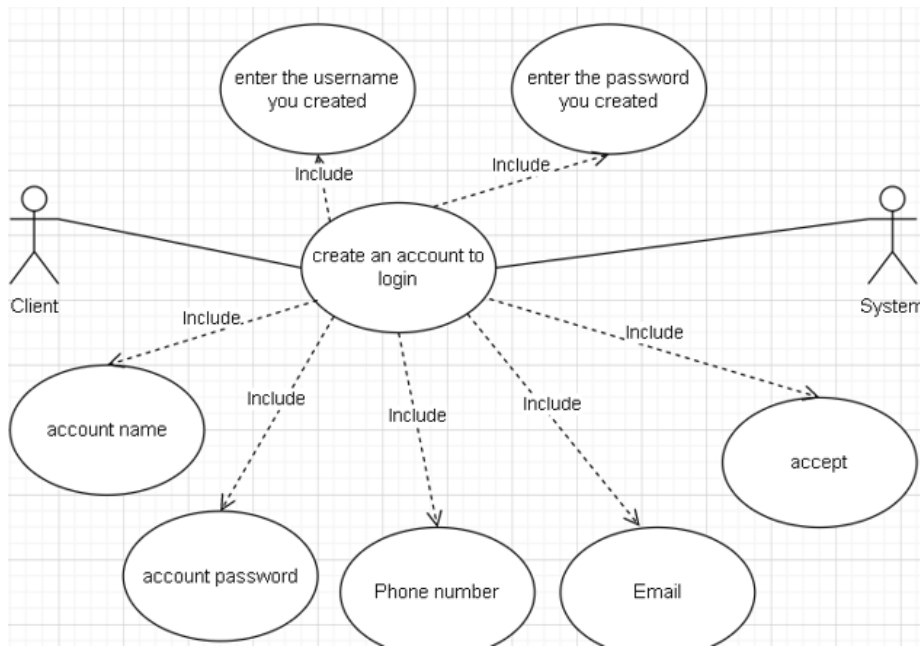 enter the username
you created
enter the password
you created
Include
Include
create an account to
login
Client
System
Include
Include
Include
Include
Include
account name
accept
account password
Phone number
Email